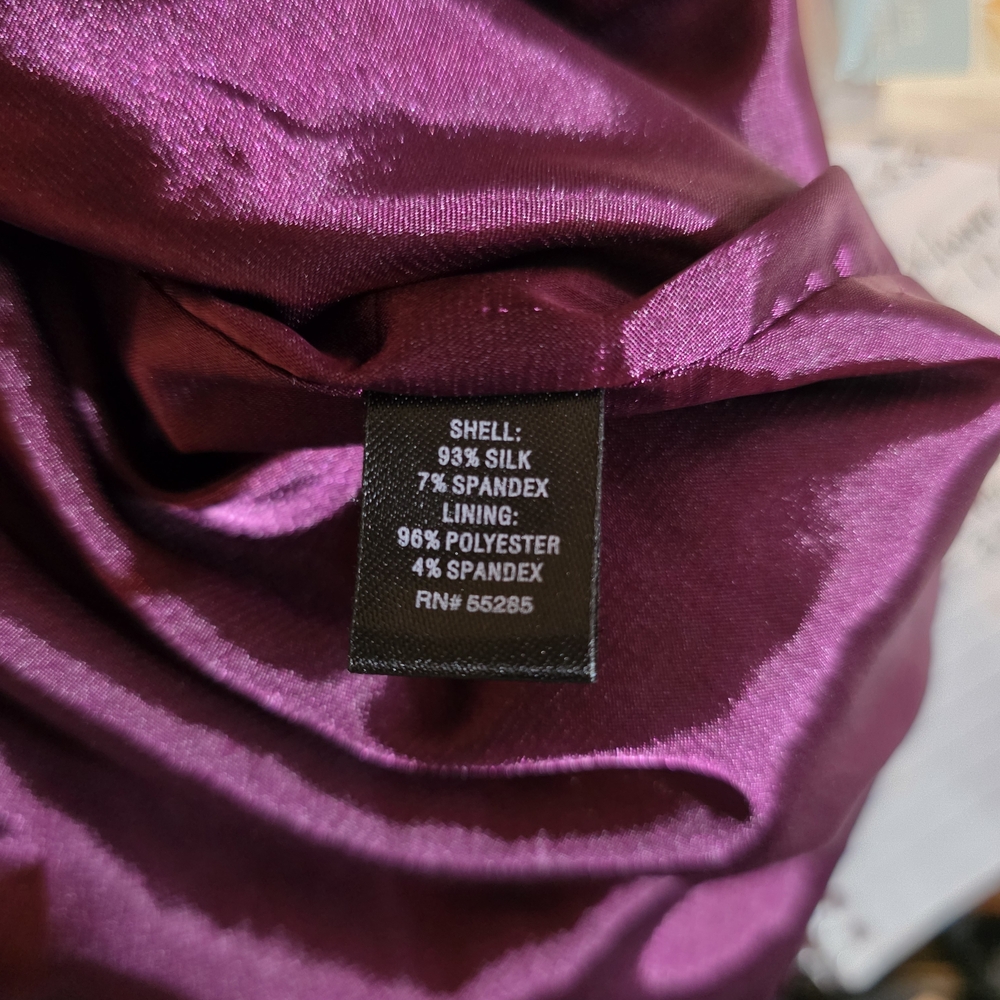 SHELL:
93% SILK
7% SPANDEX
LINING:
96% POLYESTER
4% SPANDEX
RN# 55285